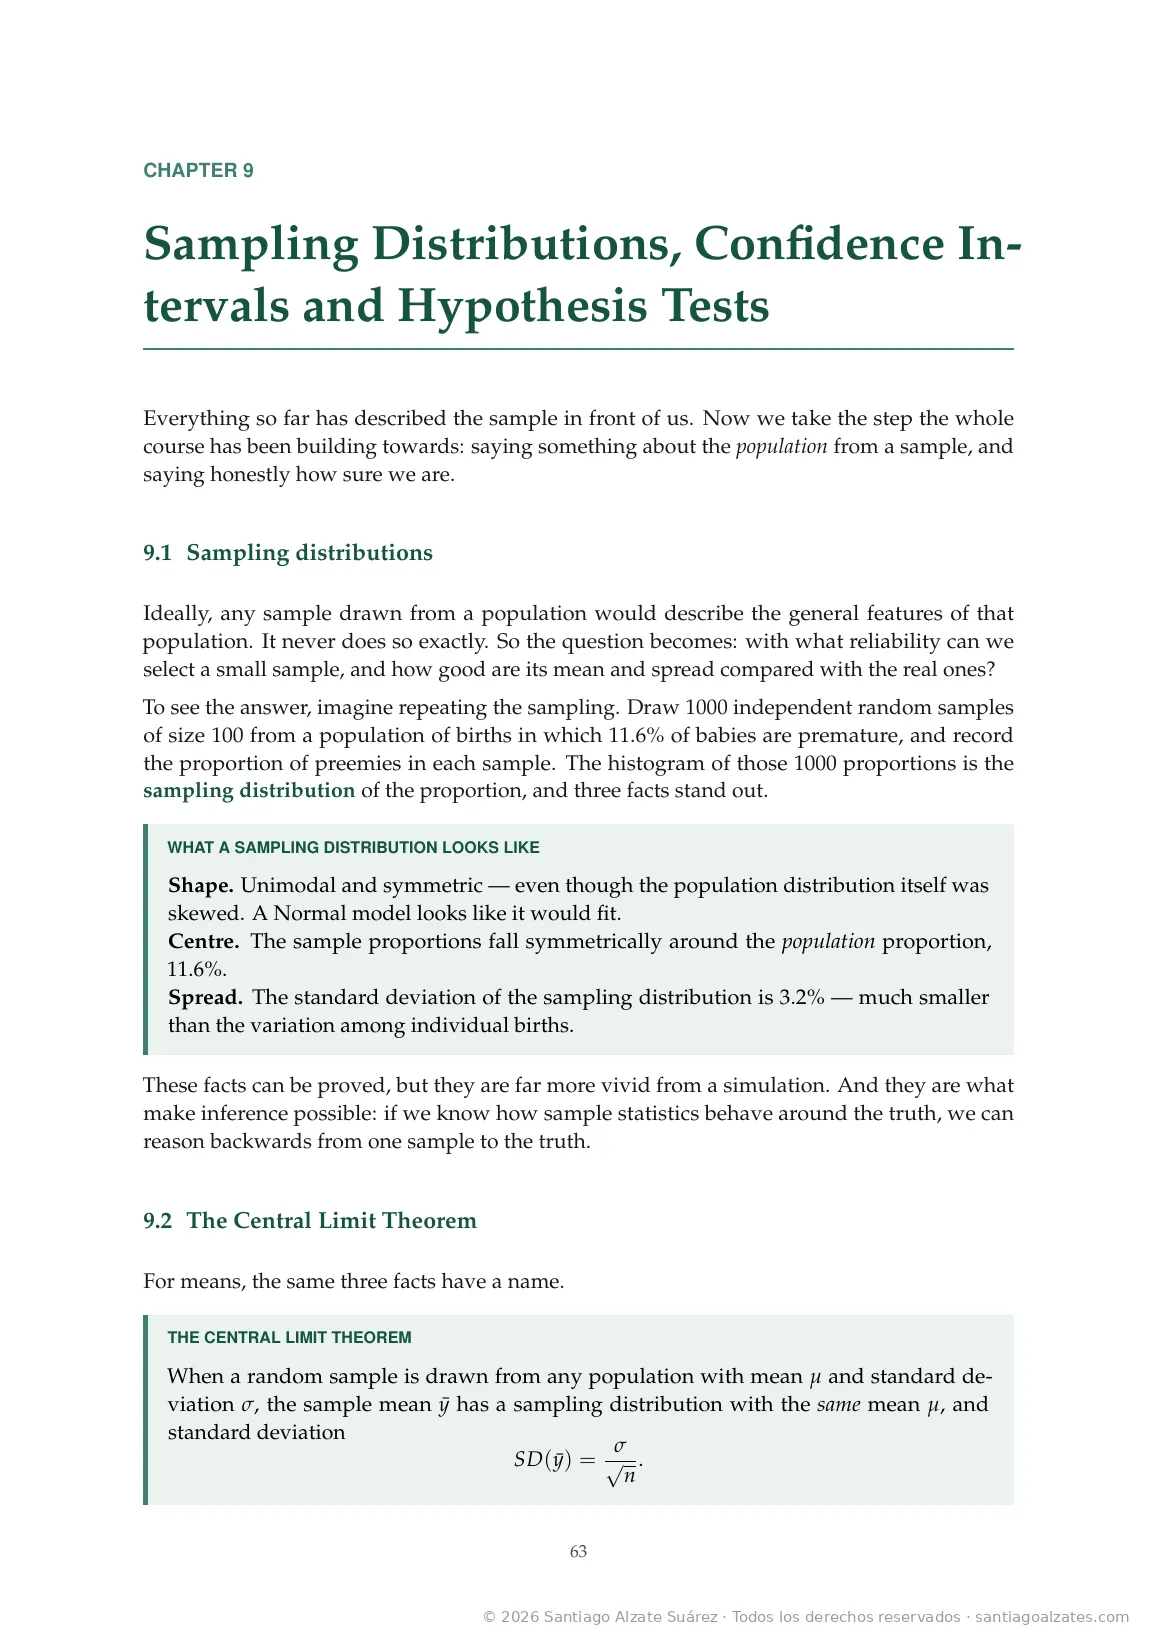 CHAPTER 9
Sampling Distributions, Confidence In-
tervals and Hypothesis Tests
Everything so far has described the sample in front of us. Now we take the step the whole
course has been building towards: saying something about the population from a sample, and
saying honestly how sure we are.
9.1 Sampling distributions
Ideally, any sample drawn from a population would describe the general features of that
population. It never does so exactly. So the question becomes: with what reliability can we
select a small sample, and how good are its mean and spread compared with the real ones?
To see the answer, imagine repeating the sampling. Draw 1000 independent random samples
of size 100 from a population of births in which 11.6% of babies are premature, and record
the proportion of preemies in each sample. The histogram of those 1000 proportions is the
sampling distribution of the proportion, and three facts stand out.
WHAT A SAMPLING DISTRIBUTION LOOKS LIKE
Shape. Unimodal and symmetric — even though the population distribution itself was
skewed. A Normal model looks like it would fit.
Centre. The sample proportions fall symmetrically around the population proportion,
11.6%.
Spread. The standard deviation of the sampling distribution is 3.2% — much smaller
than the variation among individual births.
These facts can be proved, but they are far more vivid from a simulation. And they are what
make inference possible: if we know how sample statistics behave around the truth, we can
reason backwards from one sample to the truth.
9.2 The Central Limit Theorem
For means, the same three facts have a name.
THE CENTRAL LIMIT THEOREM
When a random sample is drawn from any population with mean μ and standard de-
viation σ, the sample mean ȳ has a sampling distribution with the same mean μ, and
standard deviation
SD(ȳ) = σ/√n.
63
© 2026 Santiago Alzate Suárez · Todos los derechos reservados · santiagoalzates.com